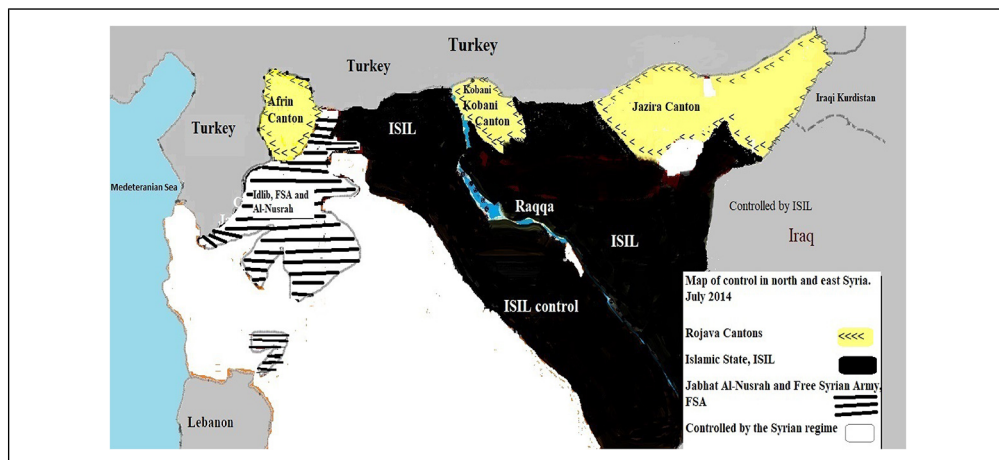 Turkey
Turkey
Turkey
Afrin
Canton
ISIL
Kobani
Kobani
Canton
Jazira Canton
Iraqi Kurdistan
Medeteranian Sea
Idlib, FSA and
Al-Nusrah
Raqqa
ISIL
Controlled by ISIL
Iraq
ISIL control
Lebanon
Map of control in north and east Syria.
July 2014
Rojava Cantons
<<<<
Islamic State, ISIL
Jabhat Al-Nusrah and Free Syrian Army,
FSA
Controlled by the Syrian regime